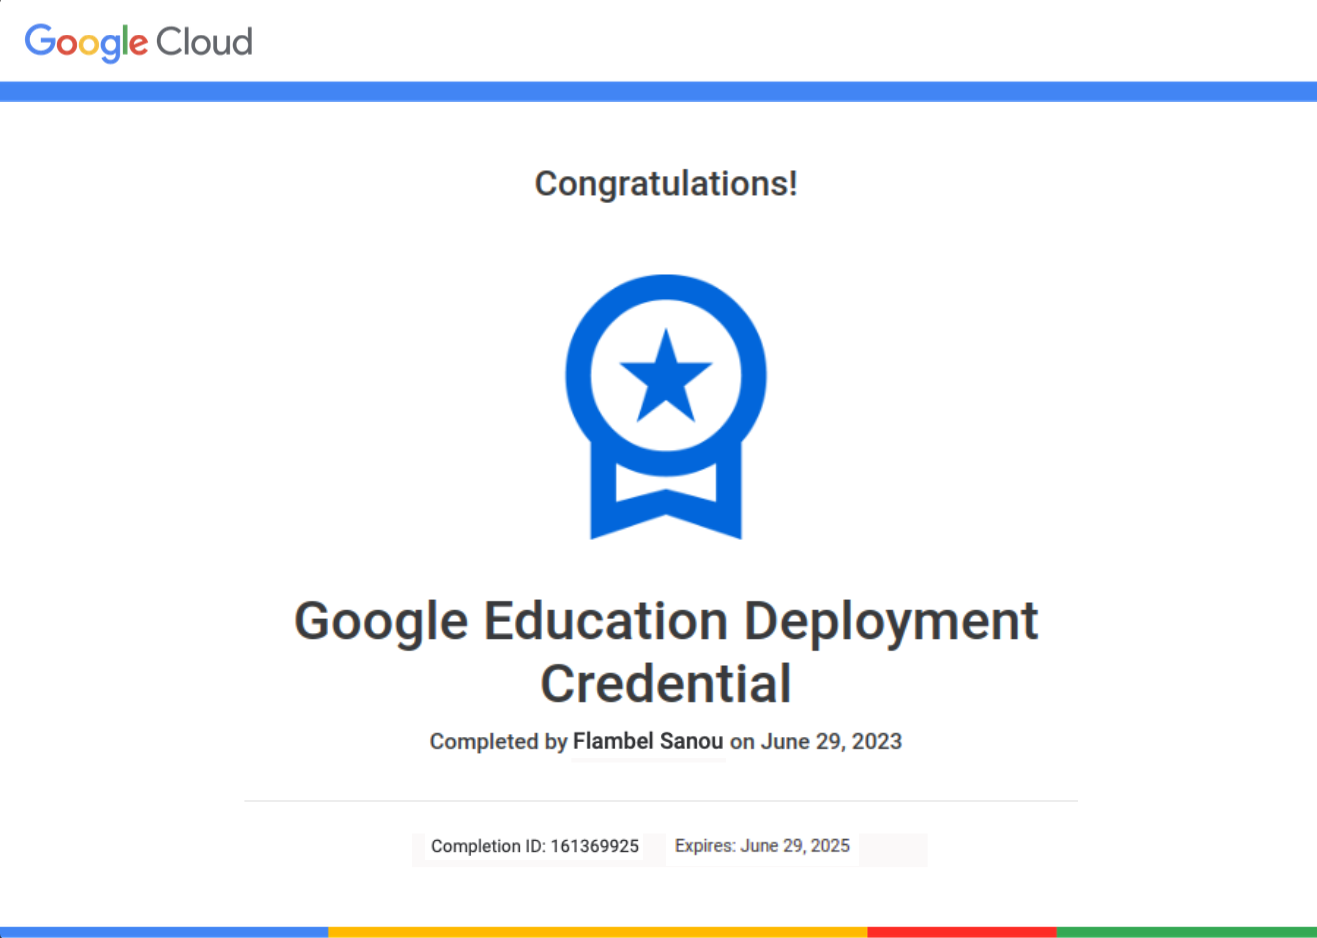 Google Cloud
Congratulations!
Google Education Deployment
Credential
Completed by Flambel Sanou on June 29, 2023
Completion ID: 161369925 Expires: June 29, 2025